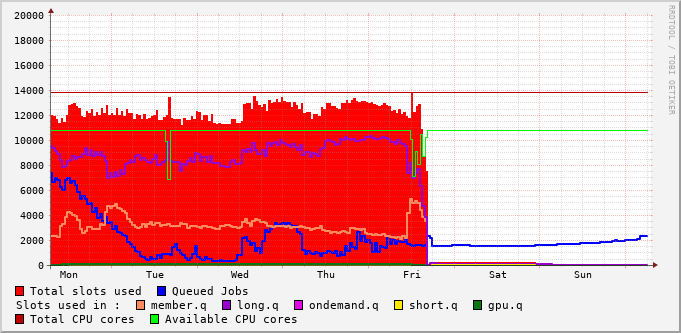 20000
18000
16000
14000
12000
10000
8000
6000
4000
2000
0
Mon Tue Wed Thu Fri Sat Sun
RRDTOOL / TOBI OETIKER
Total slots used Queued Jobs
Slots used in : member.q long.q ondemand.q short.q gpu.q
Total CPU cores Available CPU cores